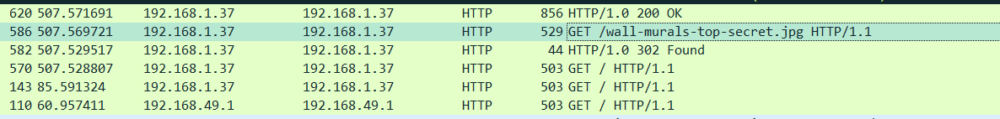 620 507.571691 192.168.1.37 192.168.1.37 HTTP 856 HTTP/1.0 200 OK
586 507.569721 192.168.1.37 192.168.1.37 HTTP 529 GET /wall-murals-top-secret.jpg HTTP/1.1
582 507.529517 192.168.1.37 192.168.1.37 HTTP 44 HTTP/1.0 302 Found
570 507.528807 192.168.1.37 192.168.1.37 HTTP 503 GET / HTTP/1.1
143 85.591324 192.168.1.37 192.168.1.37 HTTP 503 GET / HTTP/1.1
110 60.957411 192.168.49.1 192.168.49.1 HTTP 503 GET / HTTP/1.1